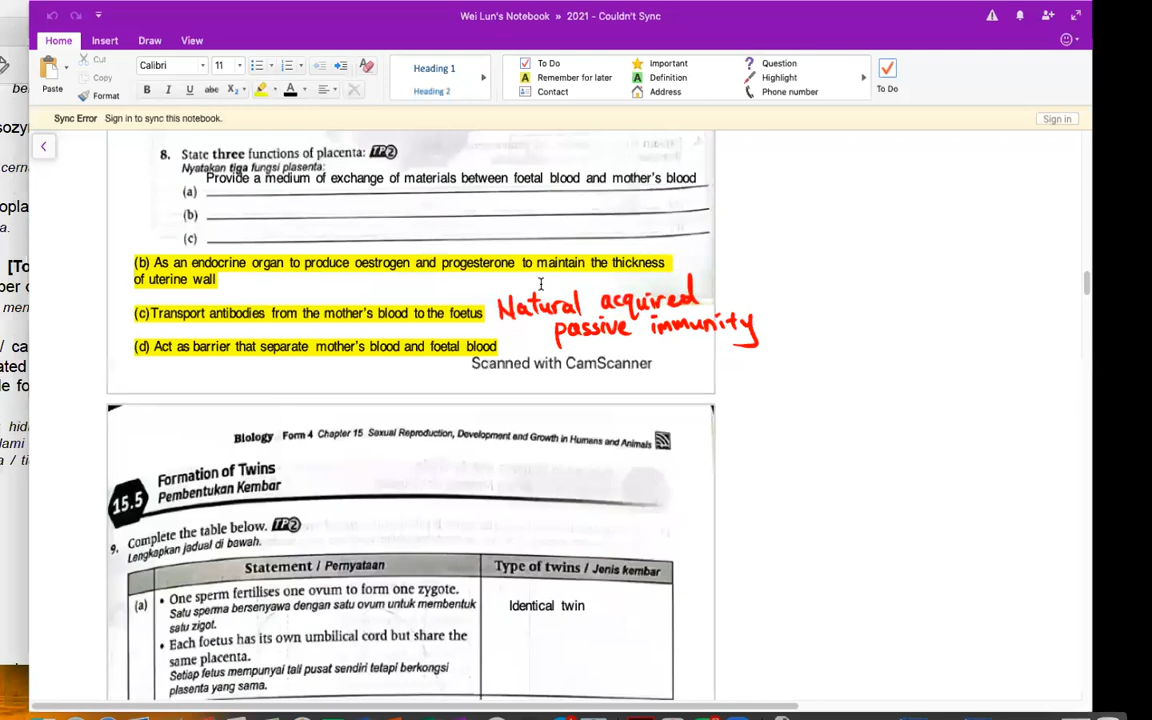 Wei Lun's Notebook » 2021 - Couldn't Sync
Home Insert Draw View
Cut
Copy
Paste
Format
Calibri 11
Heading 1
Heading 2
To Do Important Question
Remember for later Definition Highlight
Contact Address Phone number
To Do
Sync Error Sign in to sync this notebook. Sign in
8. State three functions of placenta: TP2
Nyatakan tiga fungsi plasenta:
Provide a medium of exchange of materials between foetal blood and mother's blood
(a)
(b)
(c)
(b) As an endocrine organ to produce oestrogen and progesterone to maintain the thickness
of uterine wall
(c)Transport antibodies from the mother's blood to the foetus
Natural acquired
passive immunity
(d) Act as barrier that separate mother's blood and foetal blood
Scanned with CamScanner
Biology Form 4 Chapter 15 Sexual Reproduction, Development and Growth in Humans and Animals
15.5 Formation of Twins
Pembentukan Kembar
9. Complete the table below. TP2
Lengkapkan jadual di bawah.
Statement / Pernyataan Type of twins / Jenis kembar
(a) • One sperm fertilises one ovum to form one zygote. Identical twin
Satu sperma bersenyawa dengan satu ovum untuk membentuk
satu zigot.
• Each foetus has its own umbilical cord but share the
same placenta.
Setiap fetus mempunyai tali pusat sendiri tetapi berkongsi
plasenta yang sama.